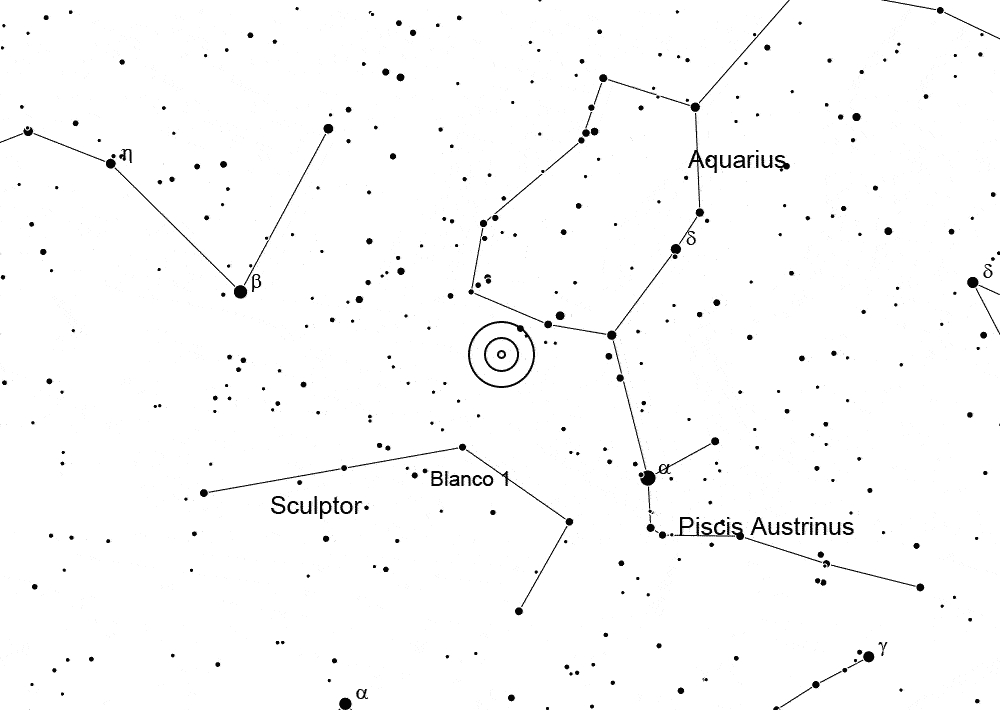 η
Aquarius
δ
δ
β
α
Blanco 1
Sculptor
Piscis Austrinus
γ
α